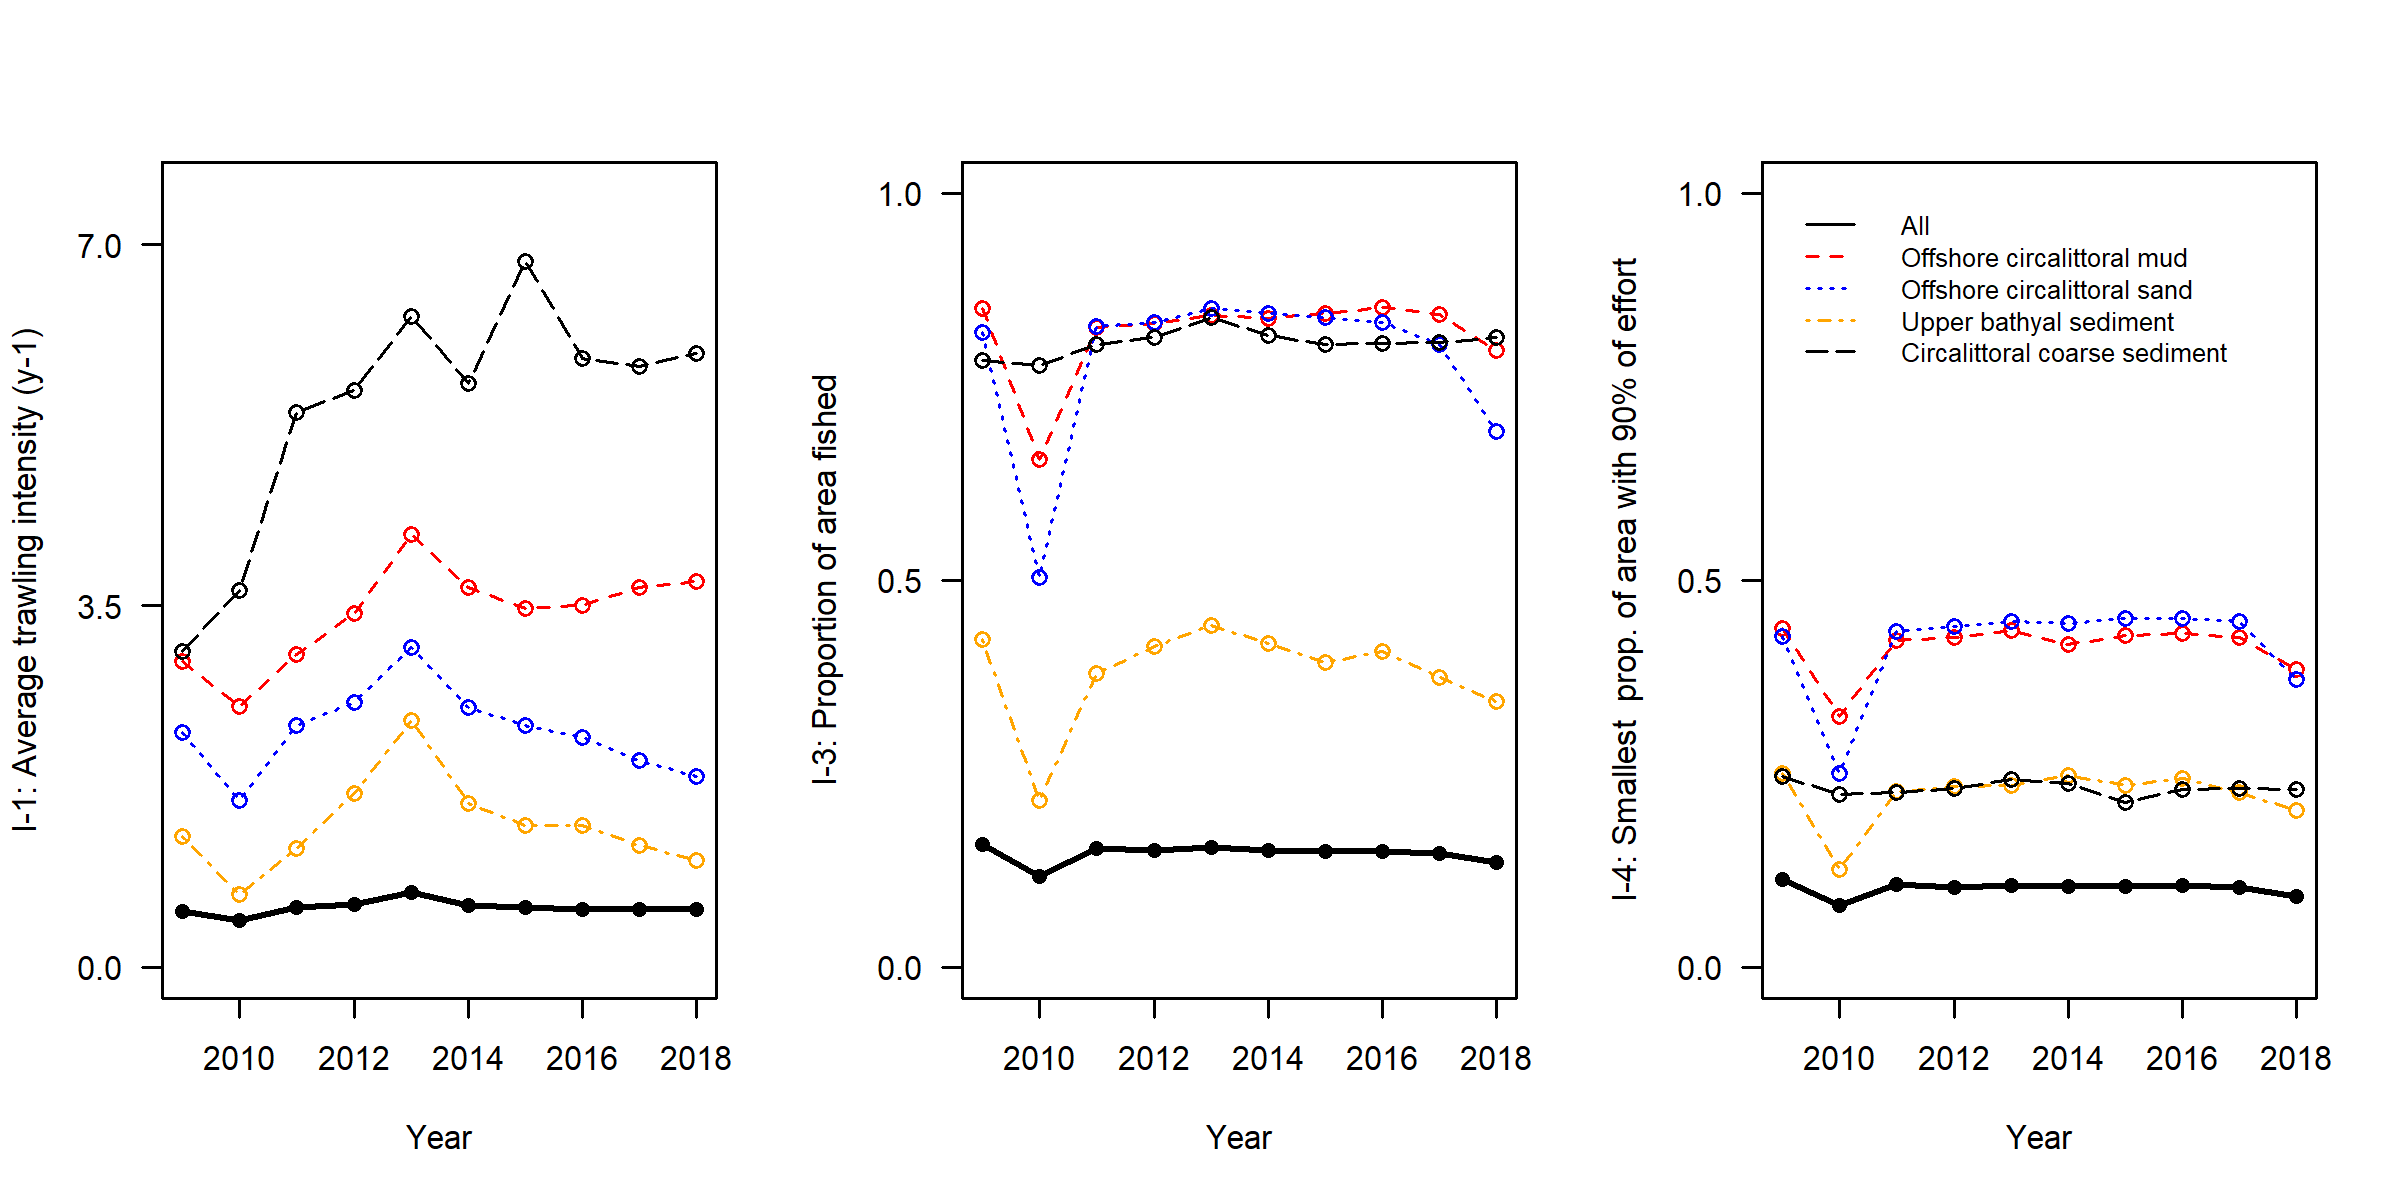 I-1: Average trawling intensity (y-1)
7.0
3.5
0.0
2010 2012 2014 2016 2018
Year
I-3: Proportion of area fished
1.0
0.5
0.0
2010 2012 2014 2016 2018
Year
I-4: Smallest prop. of area with 90% of effort
1.0
0.5
0.0
All
Offshore circalittoral mud
Offshore circalittoral sand
Upper bathyal sediment
Circalittoral coarse sediment
2010 2012 2014 2016 2018
Year